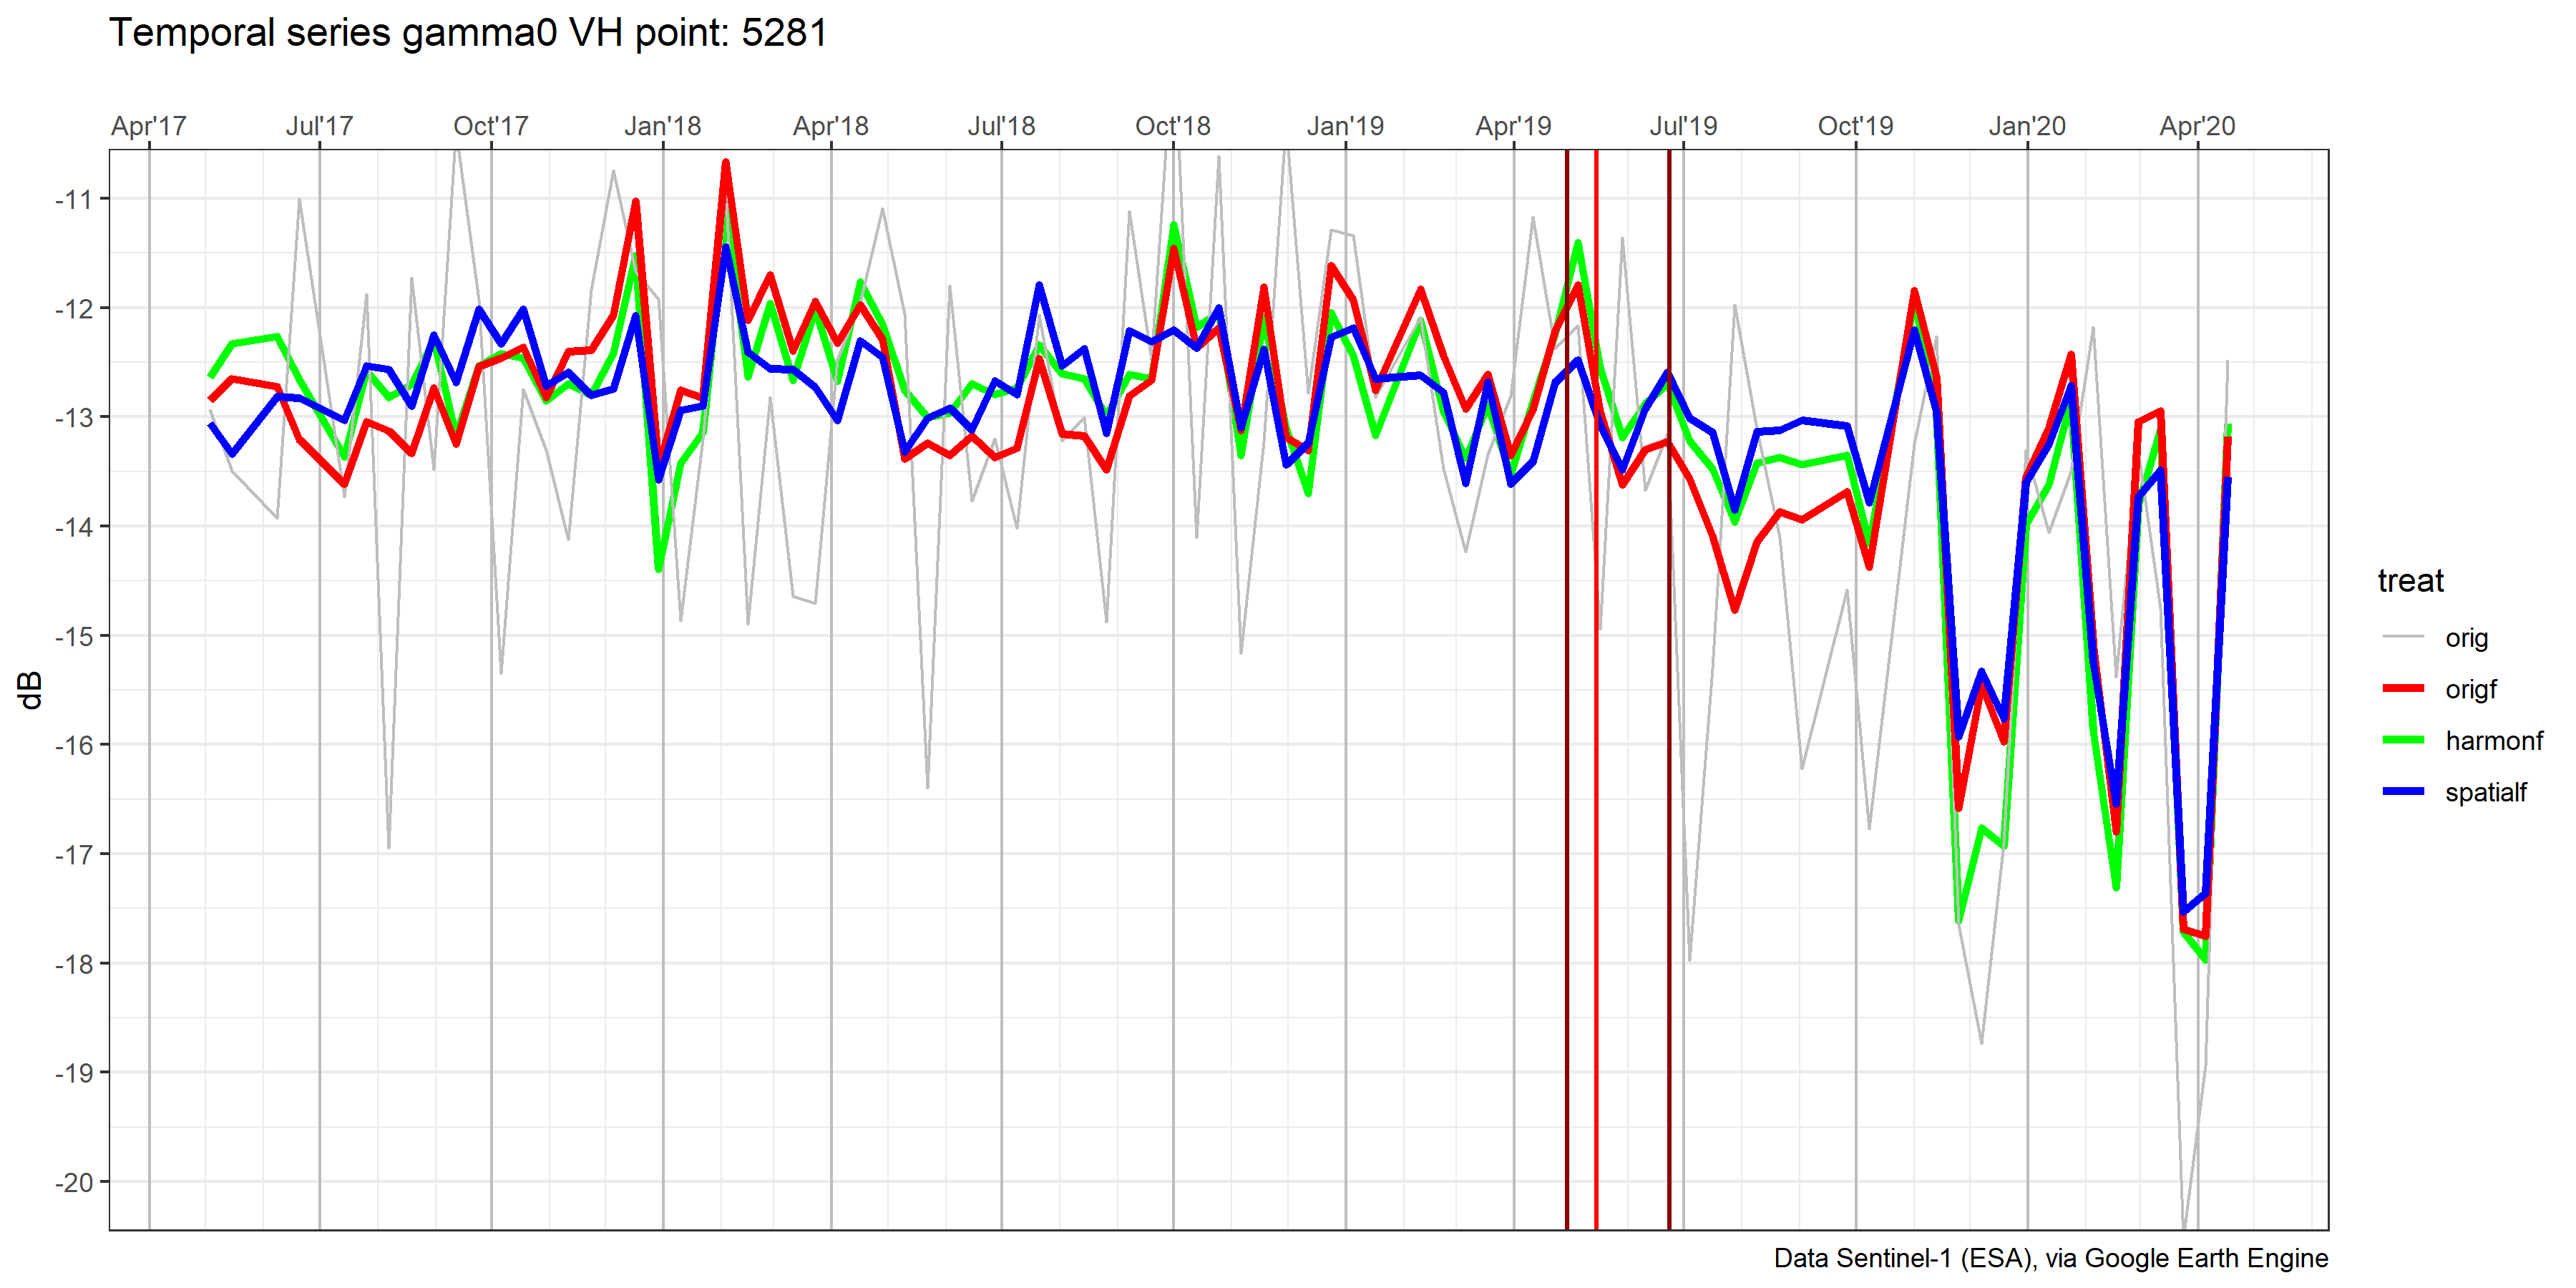 Temporal series gamma0 VH point: 5281
Apr'17 Jul'17 Oct'17 Jan'18 Apr'18 Jul'18 Oct'18 Jan'19 Apr'19 Jul'19 Oct'19 Jan'20 Apr'20
-11
-12
-13
-14
-15
-16
-17
-18
-19
-20
dB
treat
orig
origf
harmonf
spatialf
Data Sentinel-1 (ESA), via Google Earth Engine